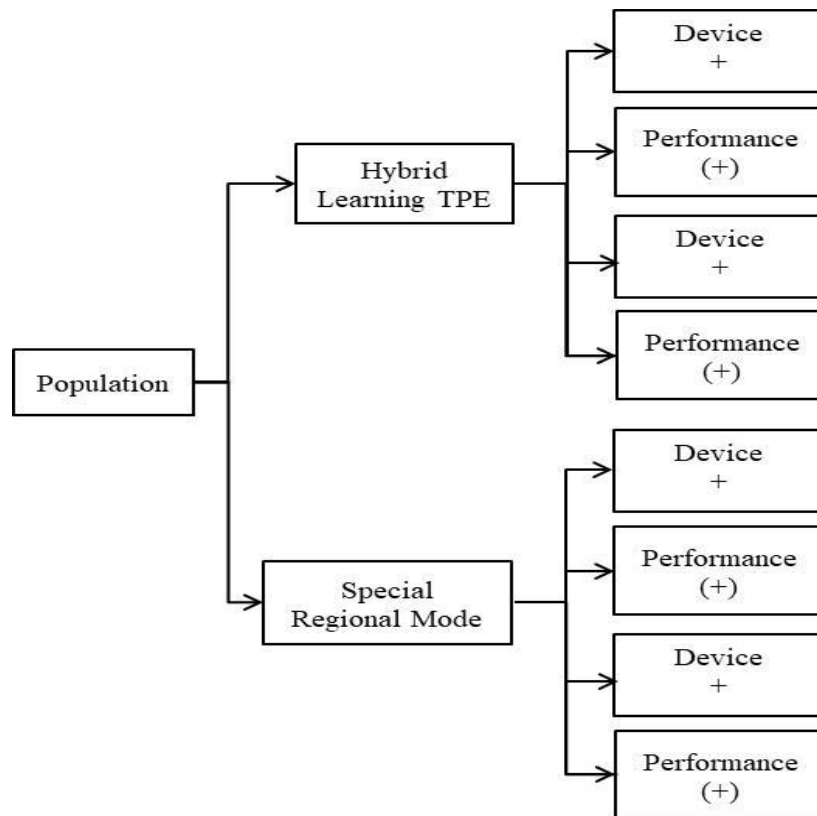 Device
+
Performance
(+)
Hybrid
Learning TPE
Device
+
Performance
(+)
Population
Device
+
Performance
(+)
Special
Regional Mode
Device
+
Performance
(+)